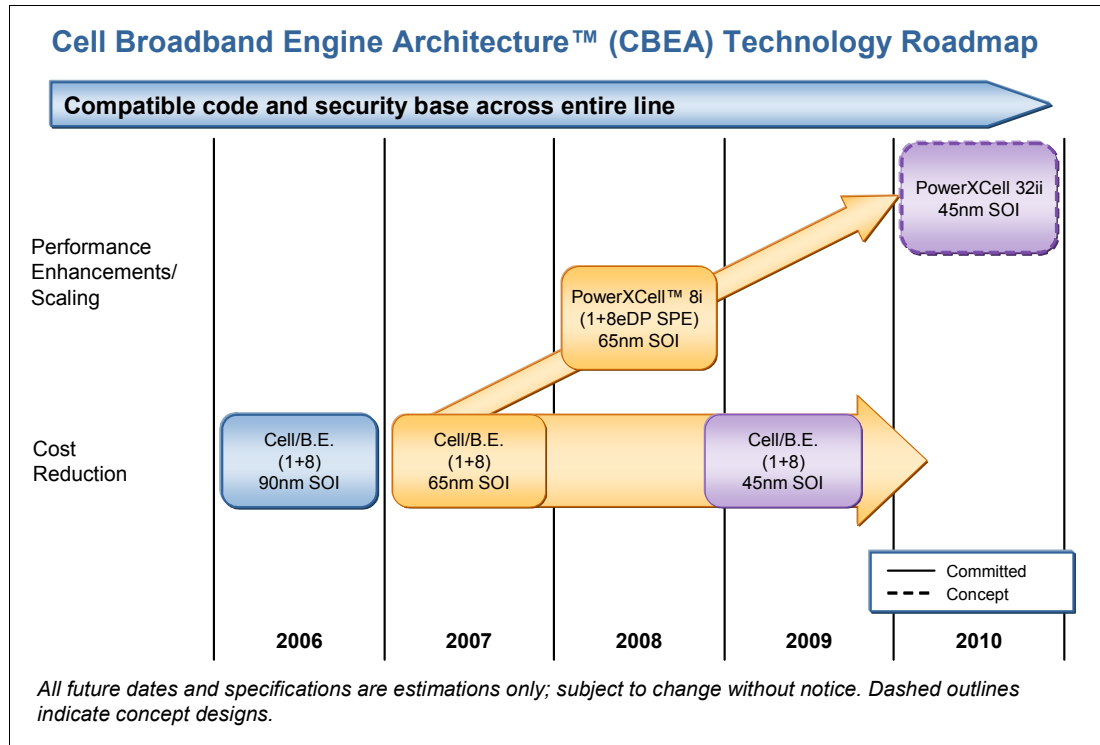 Cell Broadband Engine Architecture™ (CBEA) Technology Roadmap
Compatible code and security base across entire line
Performance
Enhancements/
Scaling
PowerXCell 32ii
45nm SOI
PowerXCell™ 8i
(1+8eDP SPE)
65nm SOI
Cost
Reduction
Cell/B.E.
(1+8)
90nm SOI
Cell/B.E.
(1+8)
65nm SOI
Cell/B.E.
(1+8)
45nm SOI
Committed
Concept
2006 2007 2008 2009 2010
All future dates and specifications are estimations only; subject to change without notice. Dashed outlines
indicate concept designs.